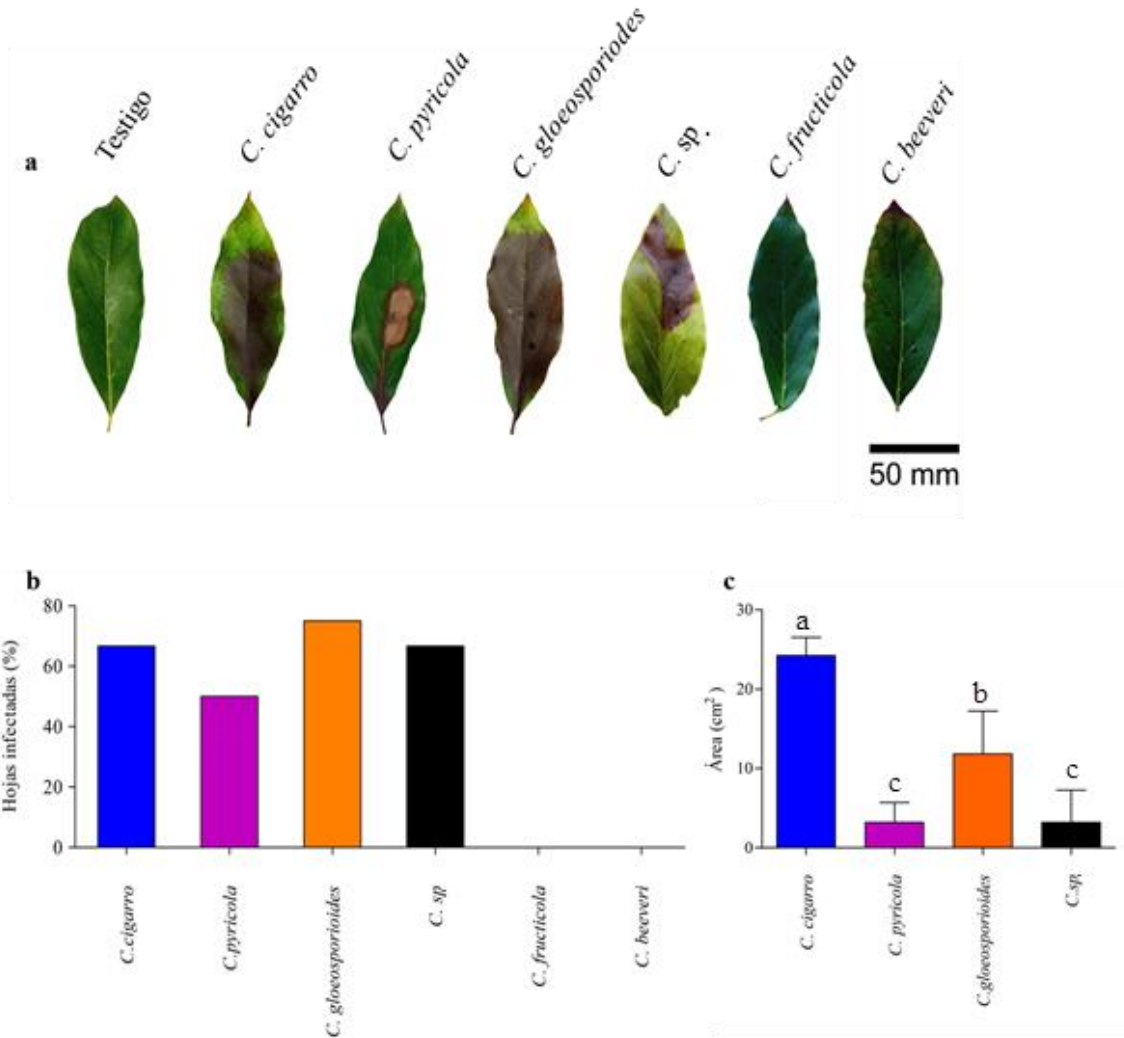 a
Testigo
C. cigarro
C. pyricola
C. gloeosporiodes
C. sp.
C. fructicola
C. beeveri
50 mm
b
Hojas infectadas (%)
80
60
40
20
0
C.cigarro
C.pyricola
C. gloeosporioides
C. sp
C. fructicola
C. beeveri
c
Área (cm²)
30
20
10
0
a
c
b
c
C. cigarro
C. pyricola
C.gloeosporioides
C.sp.